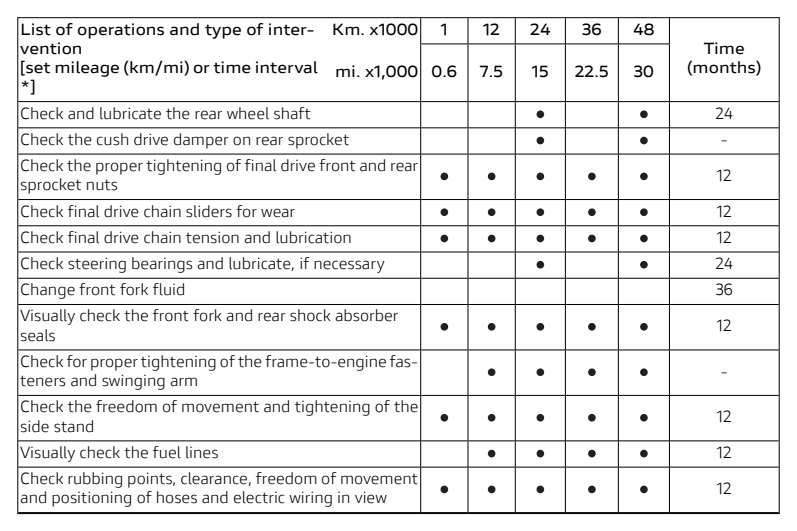 List of operations and type of inter- Km. x1000 1 12 24 36 48 Time
vention
[set mileage (km/mi) or time interval mi. x1,000 0.6 7.5 15 22.5 30 (months)
*]
Check and lubricate the rear wheel shaft ● ● 24
Check the cush drive damper on rear sprocket ● ● -
Check the proper tightening of final drive front and rear
sprocket nuts ● ● ● ● ● 12
Check final drive chain sliders for wear ● ● ● ● ● 12
Check final drive chain tension and lubrication ● ● ● ● ● 12
Check steering bearings and lubricate, if necessary ● ● 24
Change front fork fluid 36
Visually check the front fork and rear shock absorber
seals ● ● ● ● ● 12
Check for proper tightening of the frame-to-engine fas-
teners and swinging arm ● ● ● ● -
Check the freedom of movement and tightening of the
side stand ● ● ● ● ● 12
Visually check the fuel lines ● ● ● ● 12
Check rubbing points, clearance, freedom of movement
and positioning of hoses and electric wiring in view ● ● ● ● ● 12